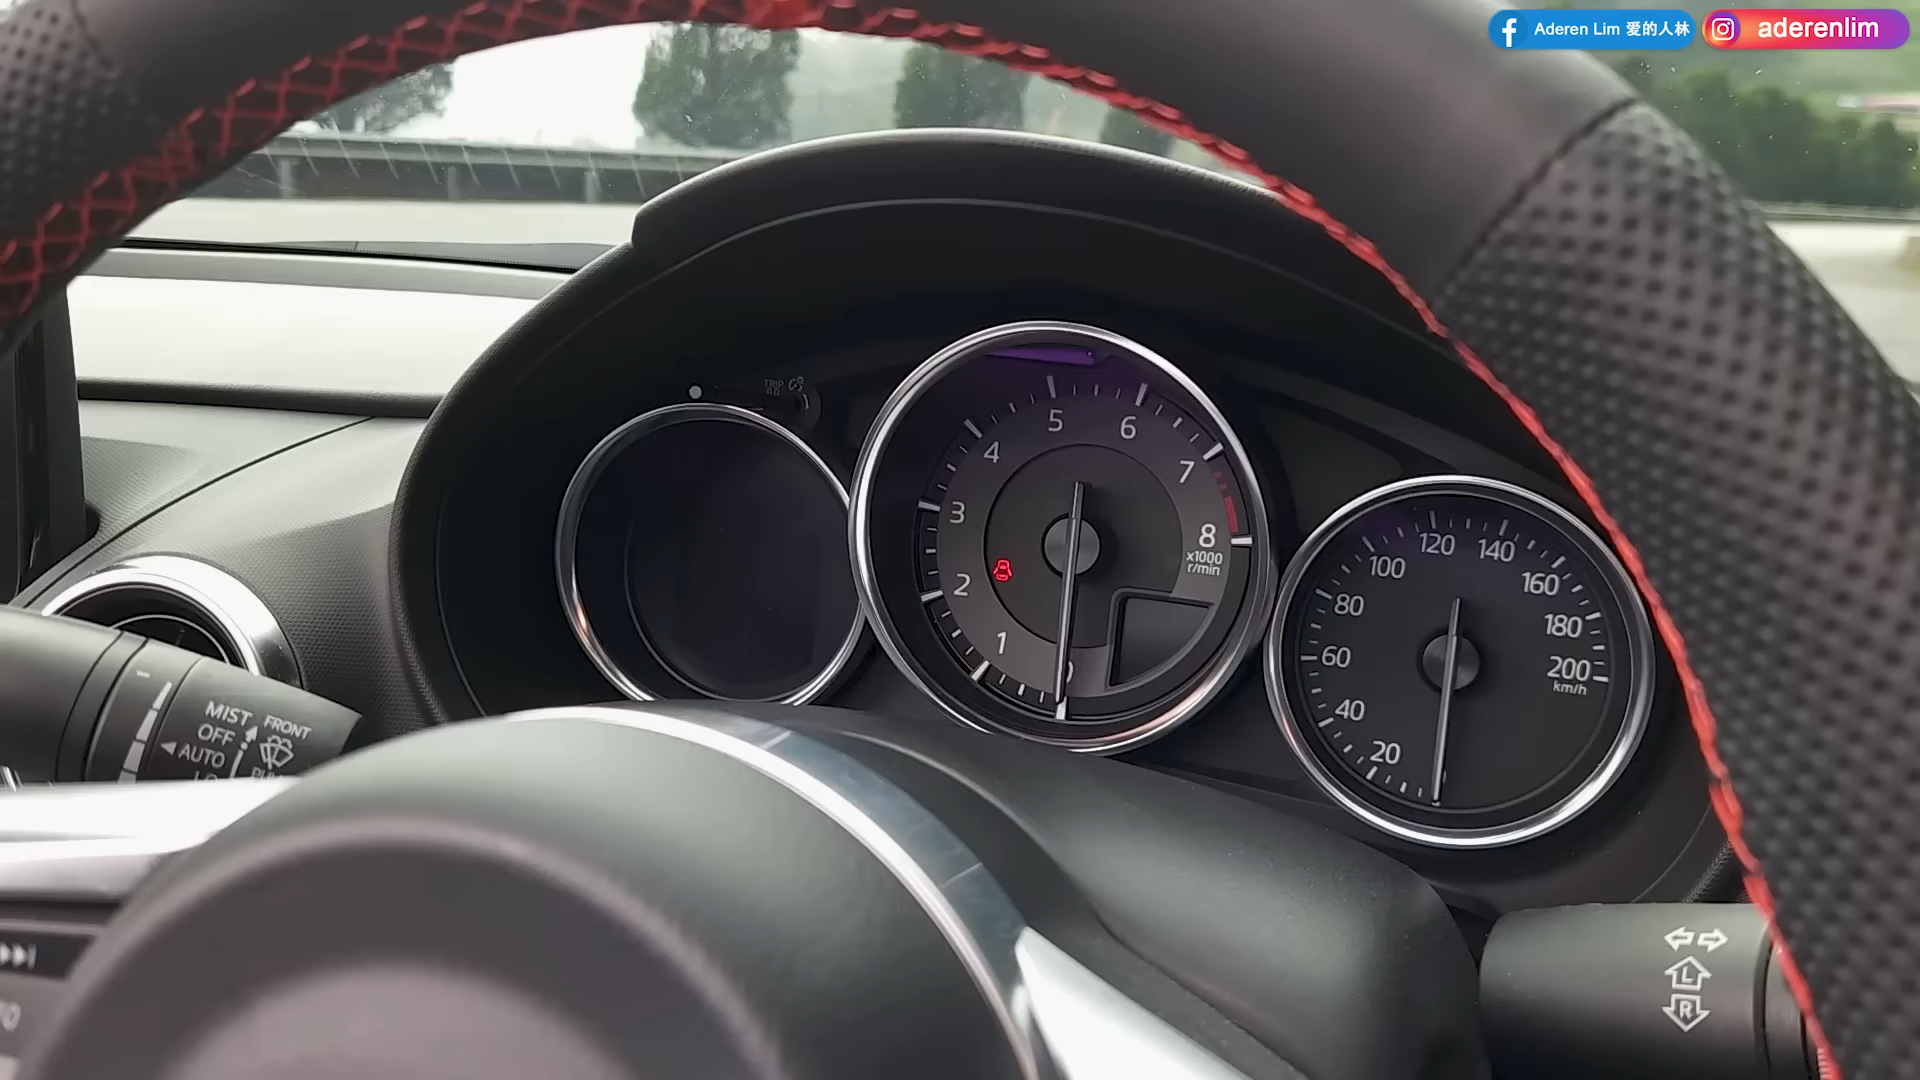 Aderen Lim 爱的人林
aderenlim
TRIP
1
2
3
4
5
6
7
8
x1000
r/min
0
20
40
60
80
100
120
140
160
180
200
km/h
MIST
OFF
AUTO
FRONT
L
R